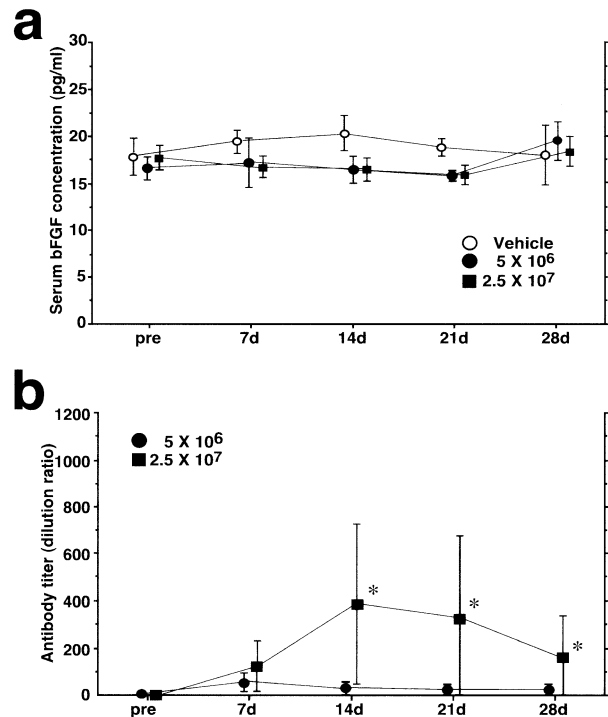 a
Serum bFGF concentration (pg/ml)
30
25
20
15
10
5
0
Vehicle
5 X 10⁶
2.5 X 10⁷
pre 7d 14d 21d 28d
b
Antibody titer (dilution ratio)
1200
1000
800
600
400
200
0
5 X 10⁶
2.5 X 10⁷
*
*
*
pre 7d 14d 21d 28d